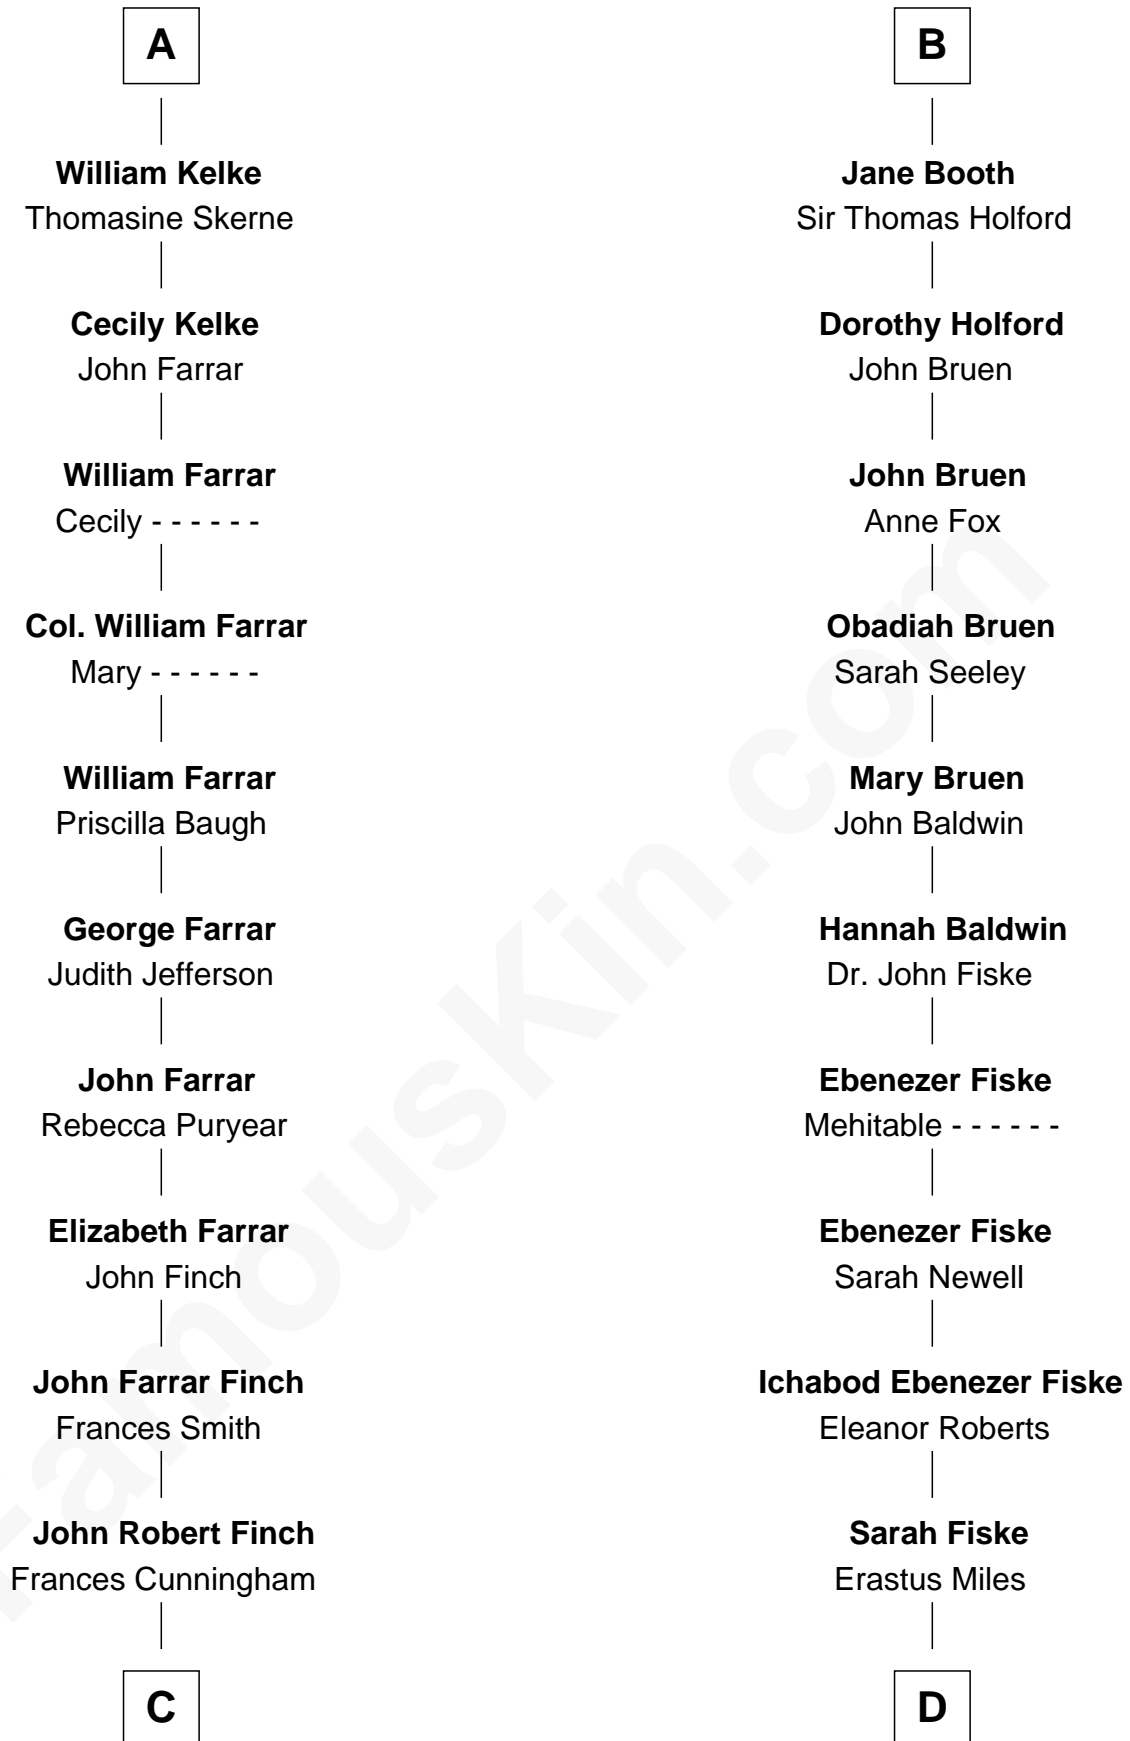 A
William Kelke
Thomasine Skerne
Cecily Kelke
John Farrar
William Farrar
Cecily - - - - - -
Col. William Farrar
Mary - - - - - -
William Farrar
Priscilla Baugh
George Farrar
Judith Jefferson
John Farrar
Rebecca Puryear
Elizabeth Farrar
John Finch
John Farrar Finch
Frances Smith
John Robert Finch
Frances Cunningham
C
B
Jane Booth
Sir Thomas Holford
Dorothy Holford
John Bruen
John Bruen
Anne Fox
Obadiah Bruen
Sarah Seeley
Mary Bruen
John Baldwin
Hannah Baldwin
Dr. John Fiske
Ebenezer Fiske
Mehitable - - - - - -
Ebenezer Fiske
Sarah Newell
Ichabod Ebenezer Fiske
Eleanor Roberts
Sarah Fiske
Erastus Miles
D
FamousKin.com